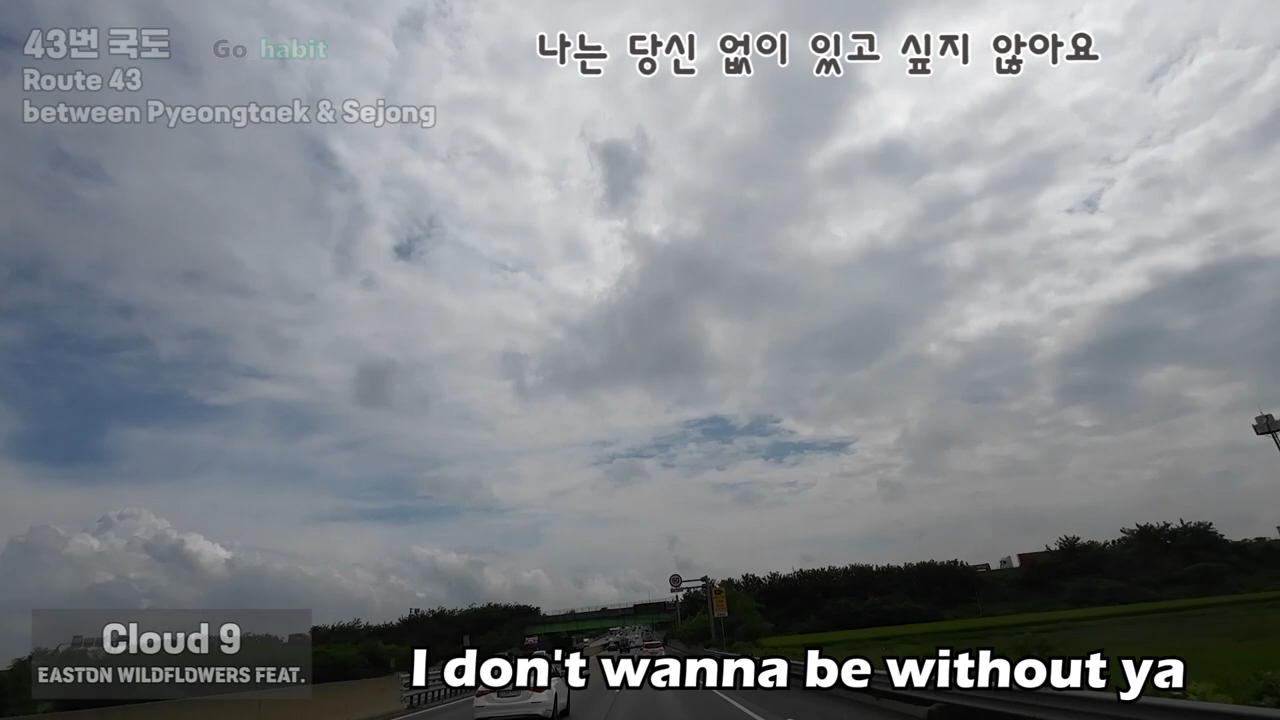 43번 국도
Go habit
나는 당신 없이 있고 싶지 않아요
Route 43
between Pyeongtaek & Sejong
Cloud 9
EASTON WILDFLOWERS FEAT.
I don't wanna be without ya